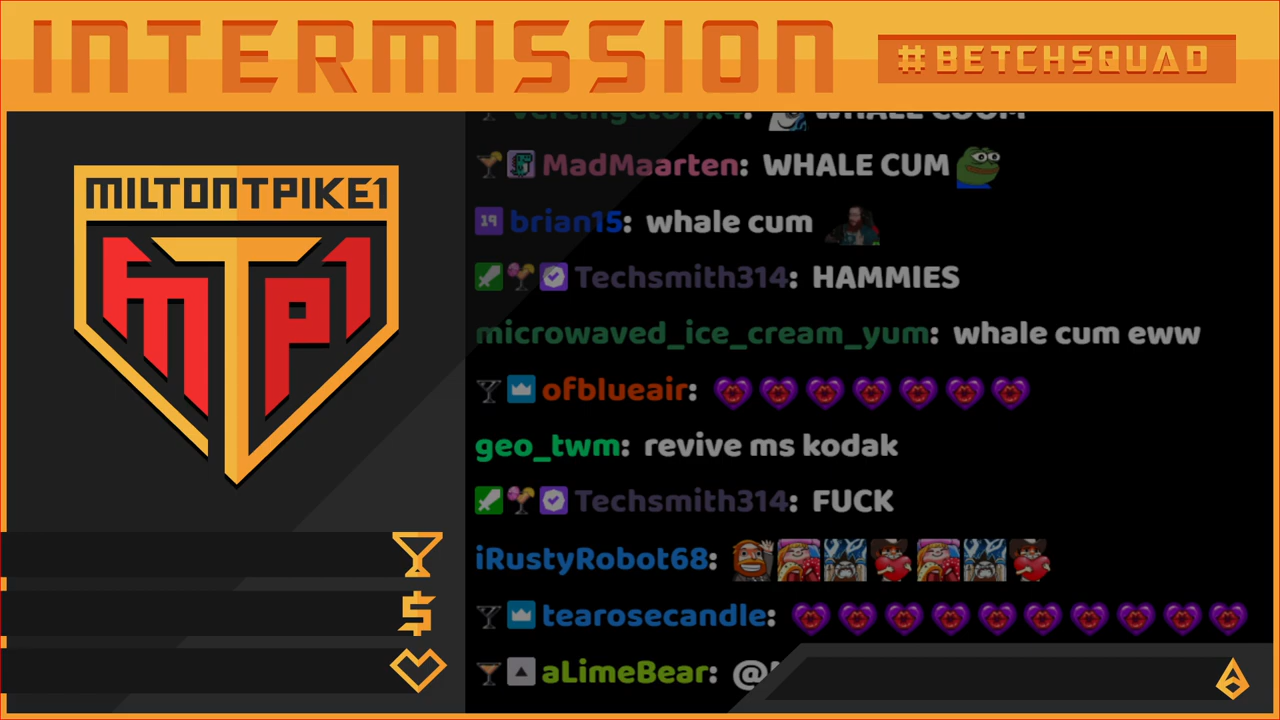 INTERMISSION
#BETCHSQUAD
MILTONTPIKE1
MTP1
MadMaarten: WHALE CUM
19 brian15: whale cum
Techsmith314: HAMMIES
microwaved_ice_cream_yum: whale cum eww
ofblueair:
geo_twm: revive ms kodak
Techsmith314: FUCK
iRustyRobot68:
tearosecandle:
aLimeBear: @
$